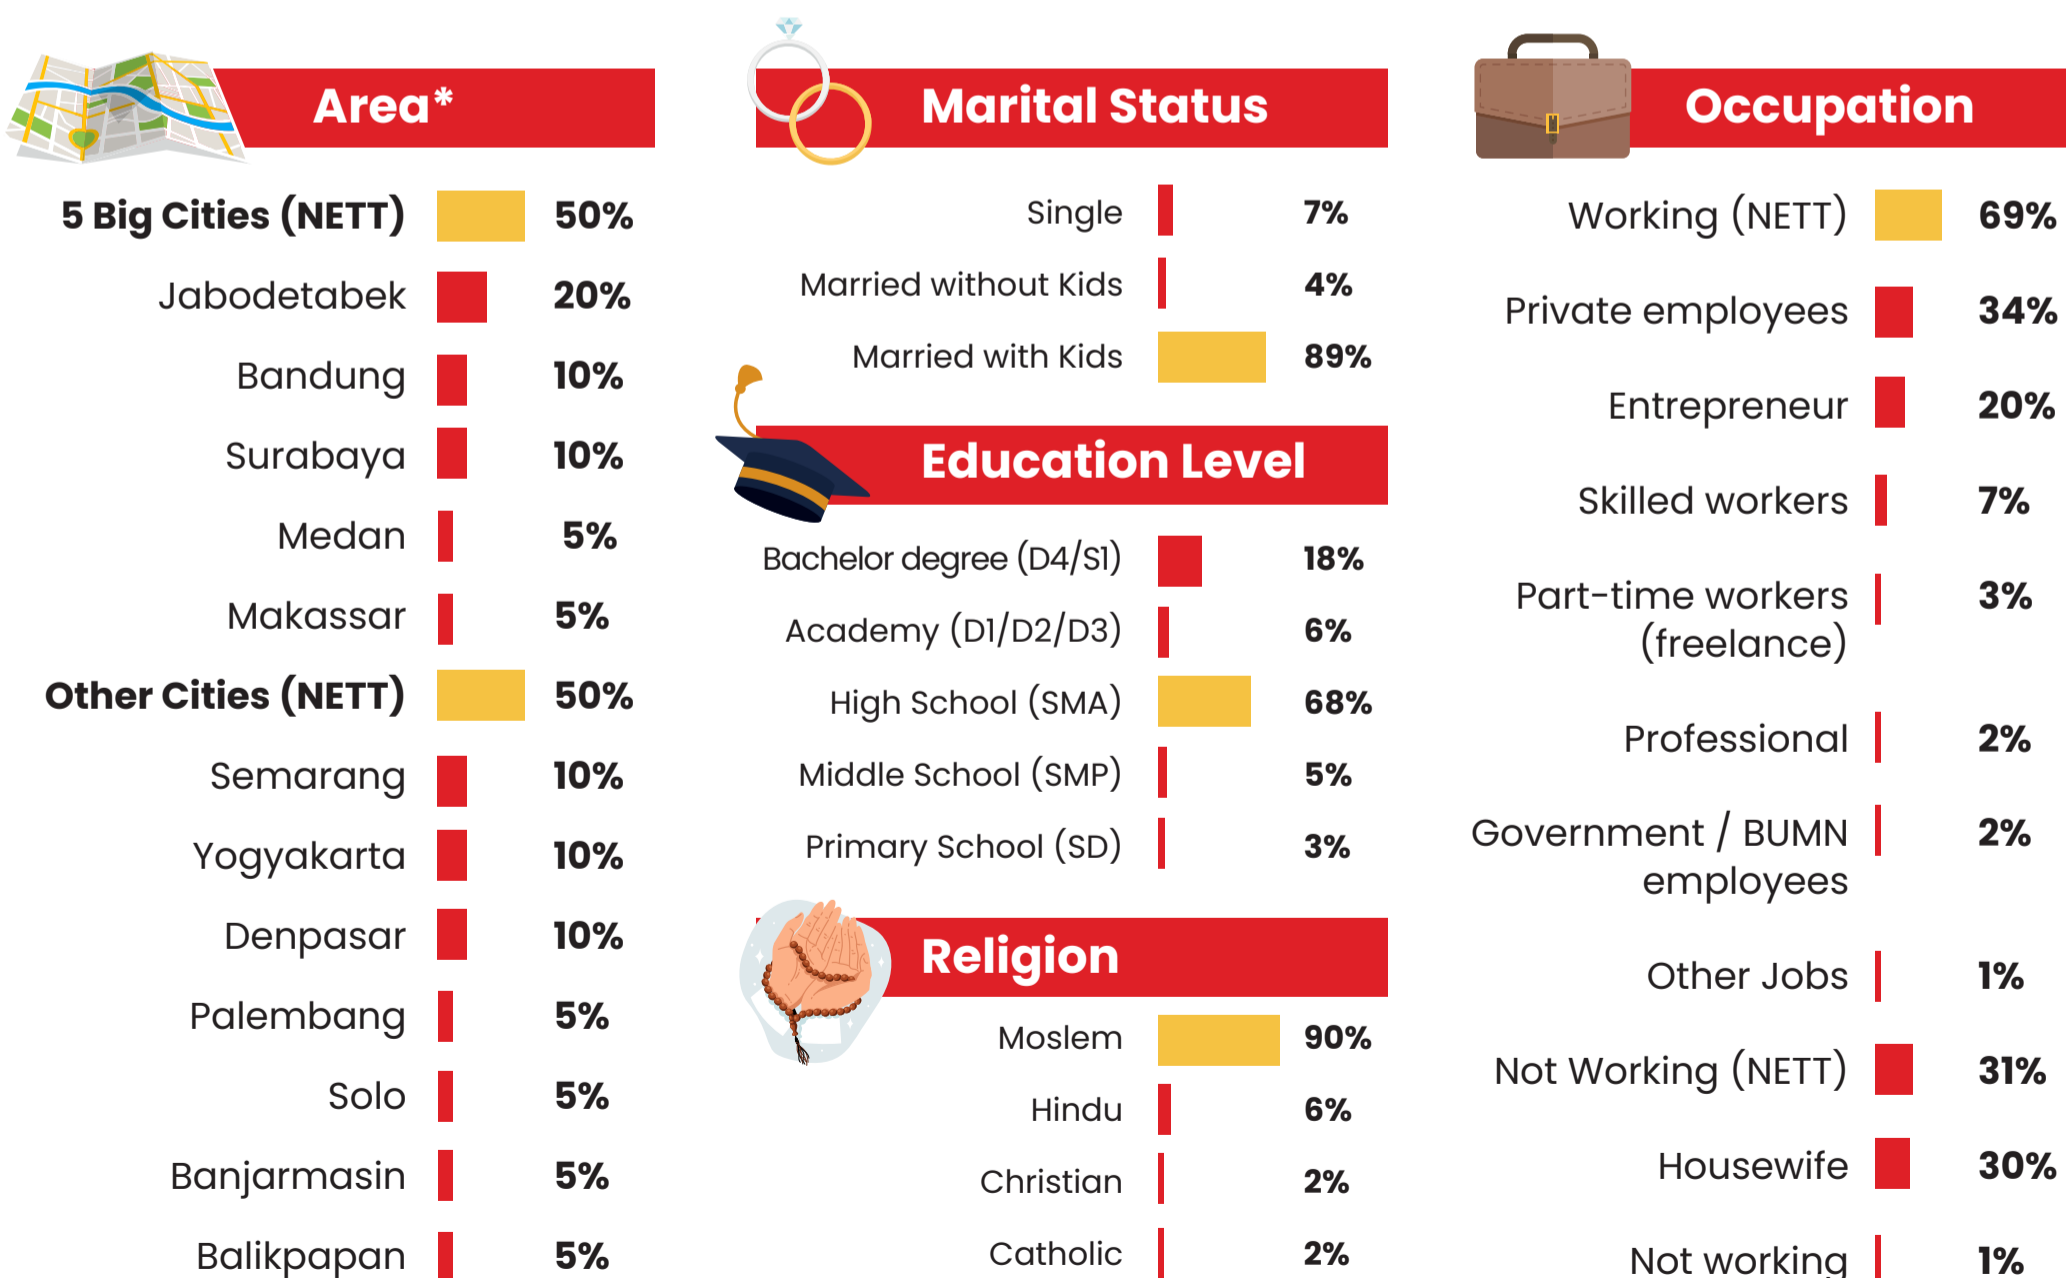 Area*
5 Big Cities (NETT) 50%
Jabodetabek 20%
Bandung 10%
Surabaya 10%
Medan 5%
Makassar 5%
Other Cities (NETT) 50%
Semarang 10%
Yogyakarta 10%
Denpasar 10%
Palembang 5%
Solo 5%
Banjarmasin 5%
Balikpapan 5%
Marital Status
Single 7%
Married without Kids 4%
Married with Kids 89%
Education Level
Bachelor degree (D4/S1) 18%
Academy (D1/D2/D3) 6%
High School (SMA) 68%
Middle School (SMP) 5%
Primary School (SD) 3%
Religion
Moslem 90%
Hindu 6%
Christian 2%
Catholic 2%
Occupation
Working (NETT) 69%
Private employees 34%
Entrepreneur 20%
Skilled workers 7%
Part-time workers 3%
(freelance)
Professional 2%
Government / BUMN 2%
employees
Other Jobs 1%
Not Working (NETT) 31%
Housewife 30%
Not working 1%